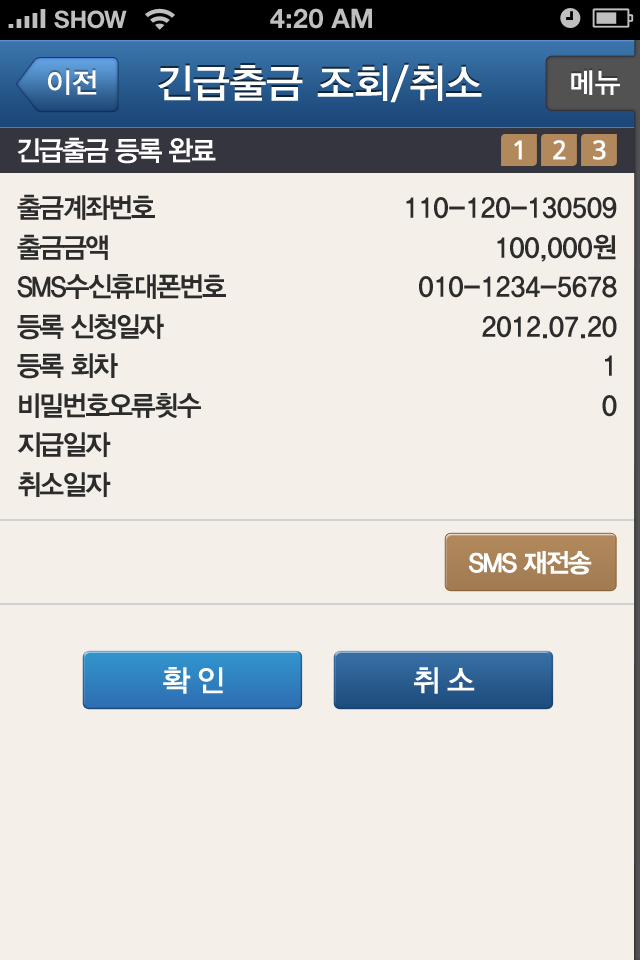 SHOW 4:20 AM
이전 긴급출금 조회/취소 메뉴
긴급출금 등록 완료 1 2 3
출금계좌번호 110-120-130509
출금금액 100,000원
SMS수신휴대폰번호 010-1234-5678
등록 신청일자 2012.07.20
등록 회차 1
비밀번호오류횟수 0
지급일자
취소일자
SMS 재전송
확인 취소